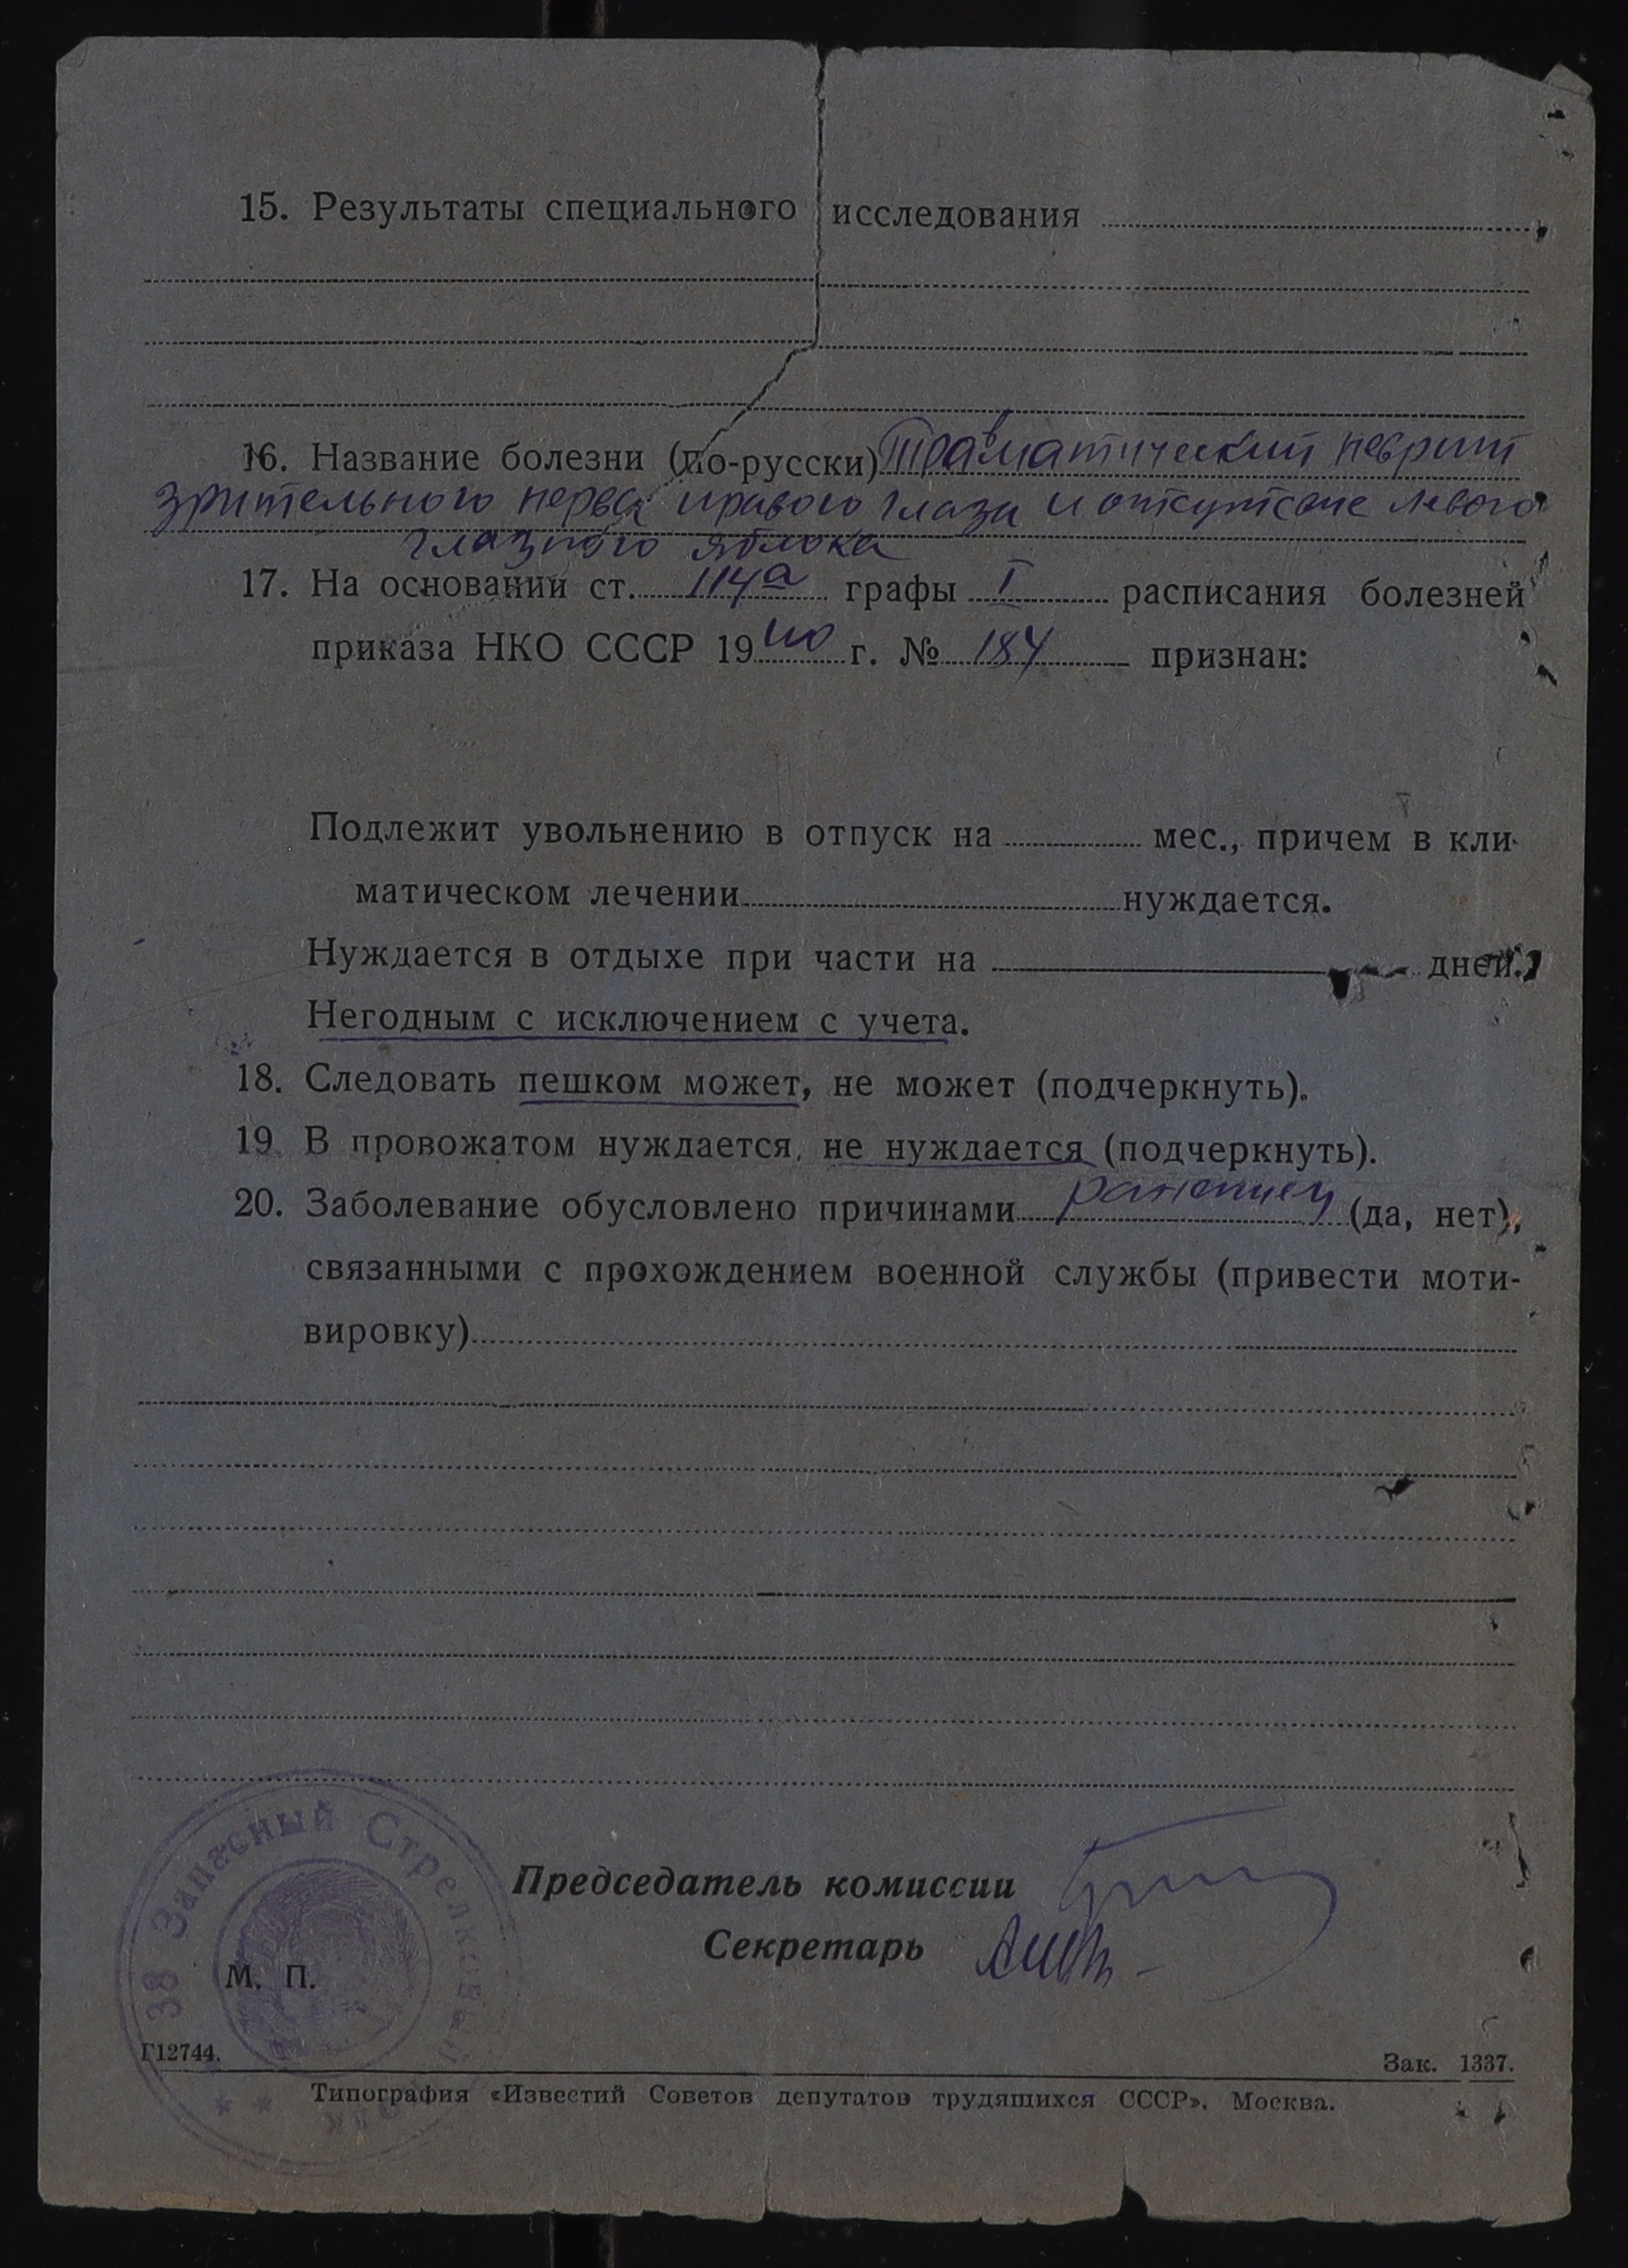 15. Результаты специального исследования
16. Название болезни (по-русски) Травматический неврит
зрительного нерва правого глаза и отсутствие левого
глазного яблока
17. На основании ст. 114а графы I расписания болезней
приказа НКО СССР 1940 г. № 184 признан:
Подлежит увольнению в отпуск на мес., причем в кли-
матическом лечении нуждается.
Нуждается в отдыхе при части на дней.
Негодным с исключением с учета.
18. Следовать пешком может, не может (подчеркнуть).
19. В провожатом нуждается, не нуждается (подчеркнуть).
20. Заболевание обусловлено причинами ранением (да, нет),
связанными с прохождением военной службы (привести моти-
вировку)
38 Запасный Стрелковый полк
Председатель комиссии
Секретарь
М. П.
Г12744. Зак. 1337.
Типография «Известий Советов депутатов трудящихся СССР». Москва.